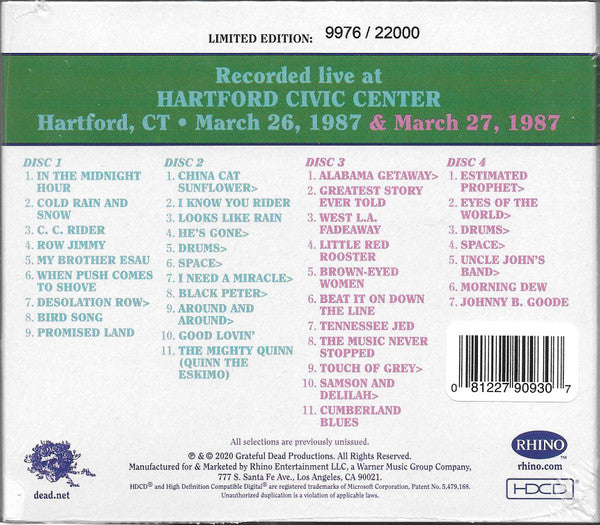 LIMITED EDITION: 9976 / 22000
Recorded live at
HARTFORD CIVIC CENTER
Hartford, CT • March 26, 1987 & March 27, 1987
DISC 1
1. IN THE MIDNIGHT
HOUR
2. COLD RAIN AND
SNOW
3. C. C. RIDER
4. ROW JIMMY
5. MY BROTHER ESAU
6. WHEN PUSH COMES
TO SHOVE
7. DESOLATION ROW>
8. BIRD SONG
9. PROMISED LAND
DISC 2
1. CHINA CAT
SUNFLOWER>
2. I KNOW YOU RIDER
3. LOOKS LIKE RAIN
4. HE'S GONE>
5. DRUMS>
6. SPACE>
7. I NEED A MIRACLE>
8. BLACK PETER>
9. AROUND AND
AROUND>
10. GOOD LOVIN'
11. THE MIGHTY QUINN
(QUINN THE
ESKIMO)
DISC 3
1. ALABAMA GETAWAY>
2. GREATEST STORY
EVER TOLD
3. WEST L.A.
FADEAWAY
4. LITTLE RED
ROOSTER
5. BROWN-EYED
WOMEN
6. BEAT IT ON DOWN
THE LINE
7. TENNESSEE JED
8. THE MUSIC NEVER
STOPPED
9. TOUCH OF GREY>
10. SAMSON AND
DELILAH>
11. CUMBERLAND
BLUES
DISC 4
1. ESTIMATED
PROPHET>
2. EYES OF THE
WORLD>
3. DRUMS>
4. SPACE>
5. UNCLE JOHN'S
BAND>
6. MORNING DEW
7. JOHNNY B. GOODE
0 81227 90930 7
All selections are previously unissued.
℗ & © 2020 Grateful Dead Productions. All Rights Reserved.
Manufactured for & Marketed by Rhino Entertainment LLC, a Warner Music Group Company,
777 S. Santa Fe Ave., Los Angeles, CA 90021.
HDCD® and High Definition Compatible Digital® are registered trademarks of Microsoft Corporation. Patent No. 5,479,168.
Unauthorized duplication is a violation of applicable laws.
dead.net
RHINO™
rhino.com
HDCD